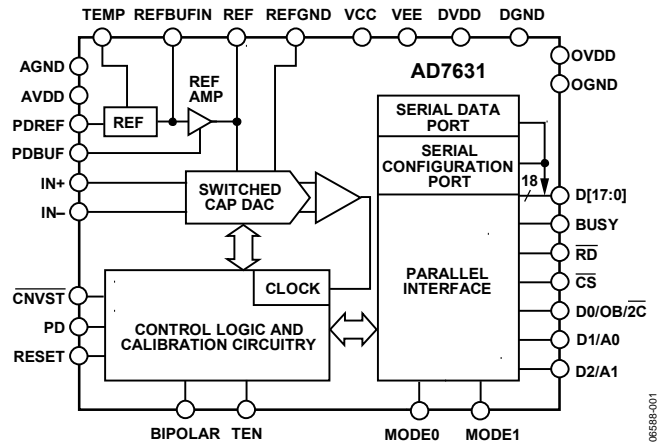 TEMP REFBUFIN REF REFGND VCC VEE DVDD DGND
AGND
AVDD
PDREF
PDBUF
IN+
IN–
CNVST
PD
RESET
REF
REF
AMP
SWITCHED
CAP DAC
CLOCK
CONTROL LOGIC AND
CALIBRATION CIRCUITRY
AD7631
SERIAL DATA
PORT
SERIAL
CONFIGURATION
PORT
18
PARALLEL
INTERFACE
OVDD
OGND
D[17:0]
BUSY
RD
CS
D0/OB/2C
D1/A0
D2/A1
BIPOLAR TEN MODE0 MODE1
06588-001